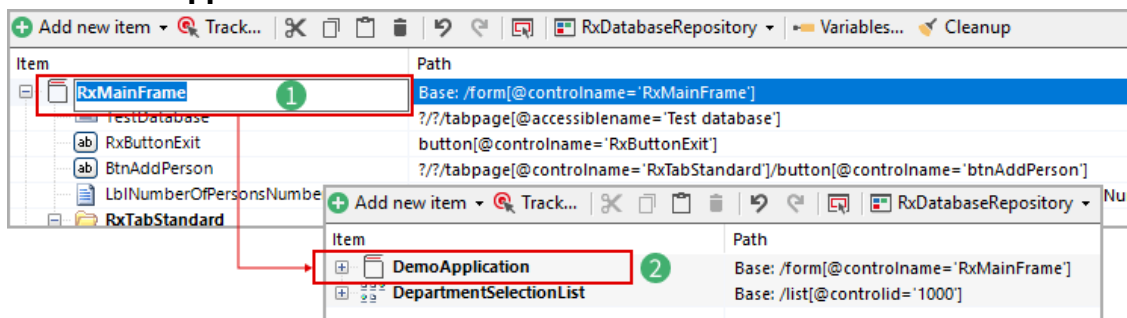 Add new item Track... RxDatabaseRepository Variables... Cleanup
Item Path
RxMainFrame 1 Base: /form[@controlname='RxMainFrame']
TestDatabase ?/?/tabpage[@accessiblename='Test database']
ab RxButtonExit button[@controlname='RxButtonExit']
ab BtnAddPerson ?/?/tabpage[@controlname='RxTabStandard']/button[@controlname='btnAddPerson']
LblNumberOfPersonsNumbe
RxTabStandard
Add new item Track... RxDatabaseRepository
Item Path
DemoApplication 2 Base: /form[@controlname='RxMainFrame']
DepartmentSelectionList Base: /list[@controlid='1000']